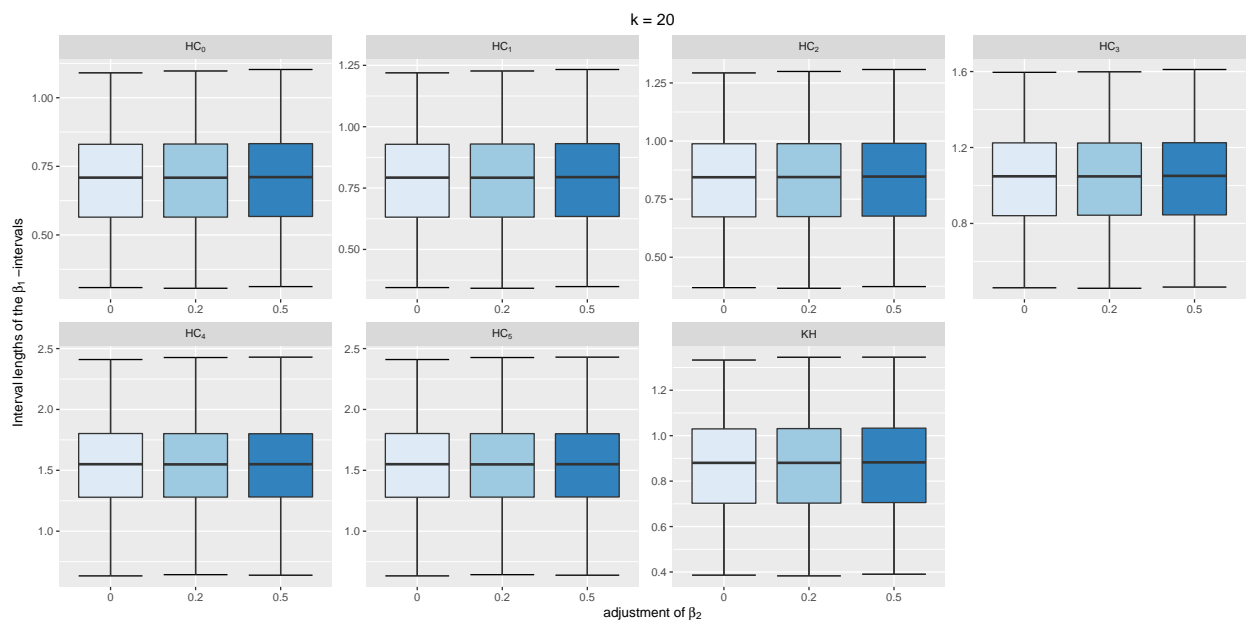 k = 20
HC₀
HC₁
HC₂
HC₃
1.00
0.75
0.50
1.25
1.00
0.75
0.50
1.25
1.00
0.75
0.50
1.6
1.2
0.8
0 0.2 0.5
0 0.2 0.5
0 0.2 0.5
0 0.2 0.5
HC₄
HC₅
KH
2.5
2.0
1.5
1.0
2.5
2.0
1.5
1.0
1.2
1.0
0.8
0.6
0.4
0 0.2 0.5
0 0.2 0.5
0 0.2 0.5
Interval lengths of the β₁ −intervals
adjustment of β₂